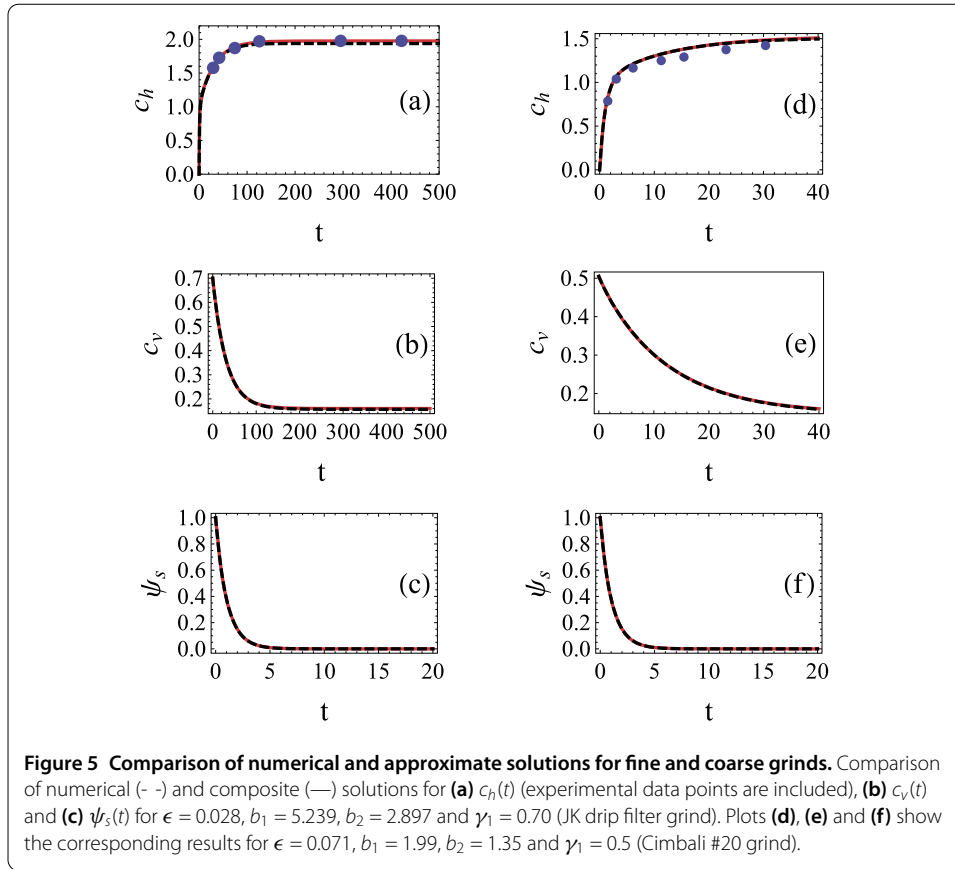 2.0
1.5
1.0
0.5
0.0
c_h
(a)
0 100 200 300 400 500
t
1.5
1.0
0.5
0.0
c_h
(d)
0 10 20 30 40
t
0.7
0.6
0.5
0.4
0.3
0.2
c_v
(b)
0 100 200 300 400 500
t
0.5
0.4
0.3
0.2
c_v
(e)
0 10 20 30 40
t
1.0
0.8
0.6
0.4
0.2
0.0
ψ_s
(c)
0 5 10 15 20
t
1.0
0.8
0.6
0.4
0.2
0.0
ψ_s
(f)
0 5 10 15 20
t
Figure 5 Comparison of numerical and approximate solutions for fine and coarse grinds. Comparison
of numerical (- -) and composite (—) solutions for (a) c_h(t) (experimental data points are included), (b) c_v(t)
and (c) ψ_s(t) for ϵ = 0.028, b_1 = 5.239, b_2 = 2.897 and γ_1 = 0.70 (JK drip filter grind). Plots (d), (e) and (f) show
the corresponding results for ϵ = 0.071, b_1 = 1.99, b_2 = 1.35 and γ_1 = 0.5 (Cimbali #20 grind).